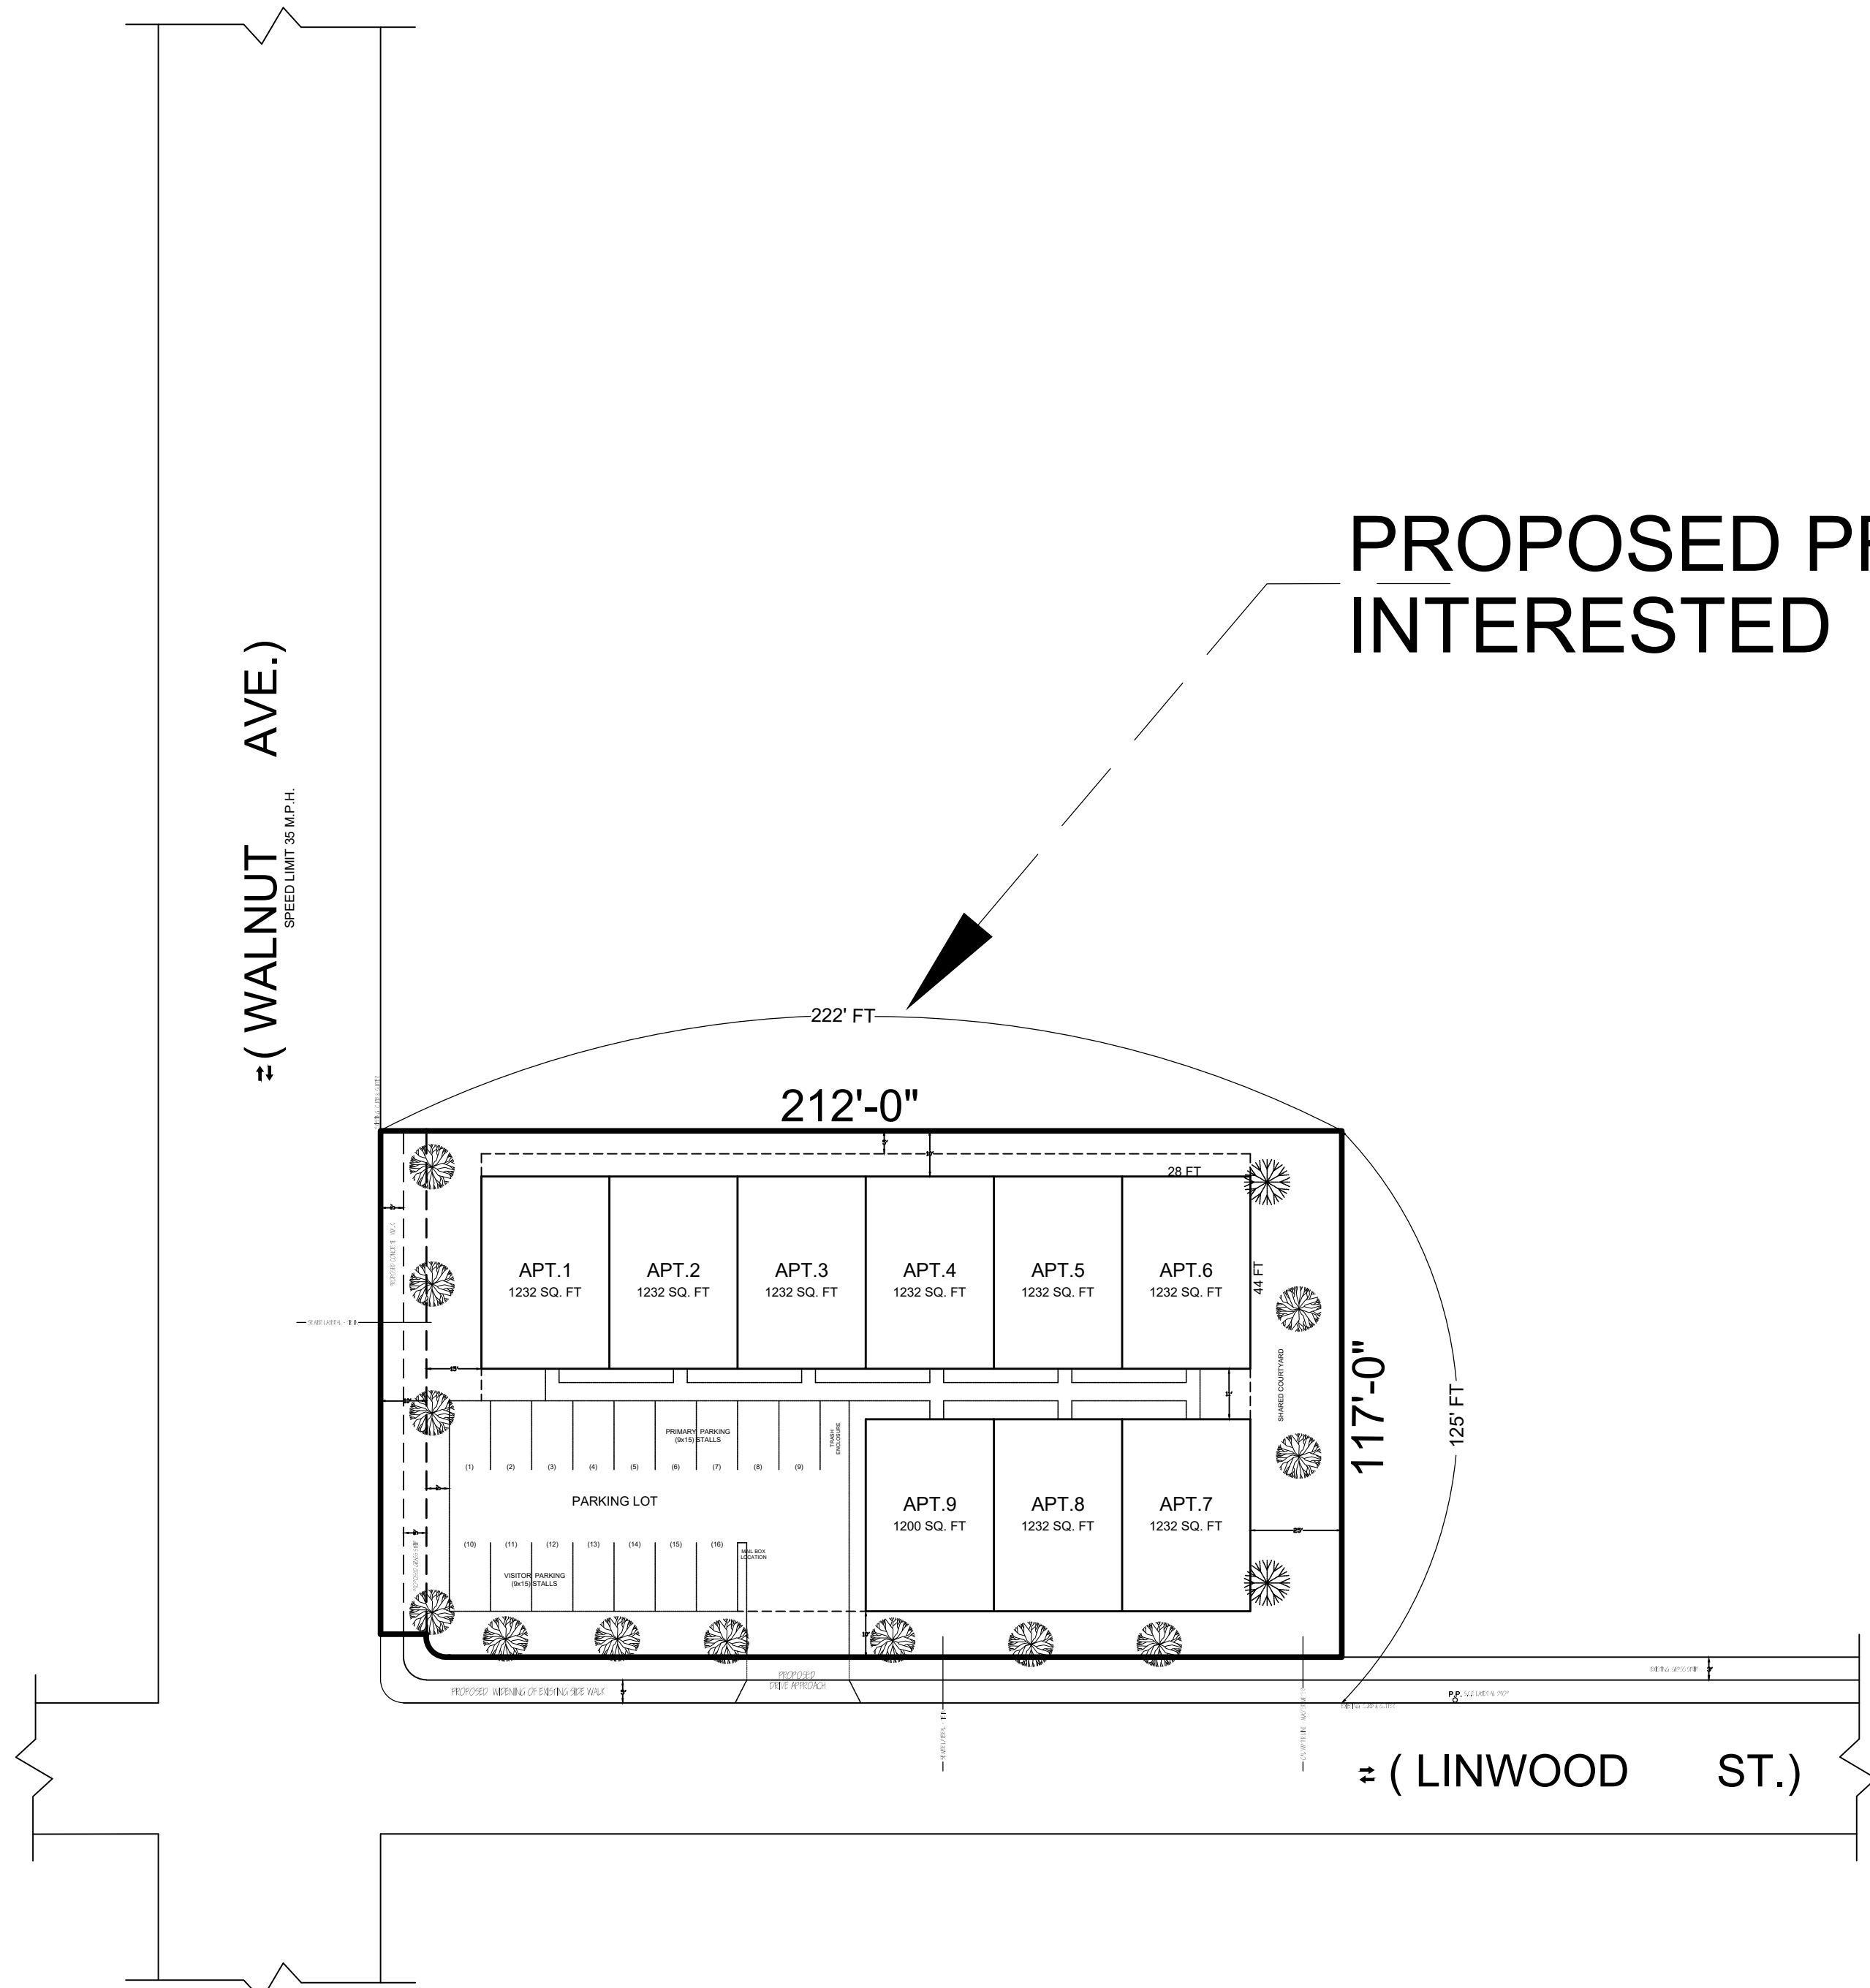 PROPOSED
INTERESTED
( WALNUT AVE.)
SPEED LIMIT 35 M.P.H.
222' FT
212'-0"
28 FT
APT.1
1232 SQ. FT
APT.2
1232 SQ. FT
APT.3
1232 SQ. FT
APT.4
1232 SQ. FT
APT.5
1232 SQ. FT
APT.6
1232 SQ. FT
44 FT
SHARED COURTYARD
117'-0"
125' FT
PRIMARY PARKING
(9x15) STALLS
TRASH
ENCLOSURE
(1) (2) (3) (4) (5) (6) (7) (8) (9)
PARKING LOT
APT.9
1200 SQ. FT
APT.8
1232 SQ. FT
APT.7
1232 SQ. FT
25'
(10) (11) (12) (13) (14) (15) (16)
MAIL BOX
LOCATION
VISITOR PARKING
(9x15) STALLS
PROPOSED WIDENING OF EXISTING SIDE WALK
PROPOSED
DRIVE APPROACH
P.P.
( LINWOOD ST.)